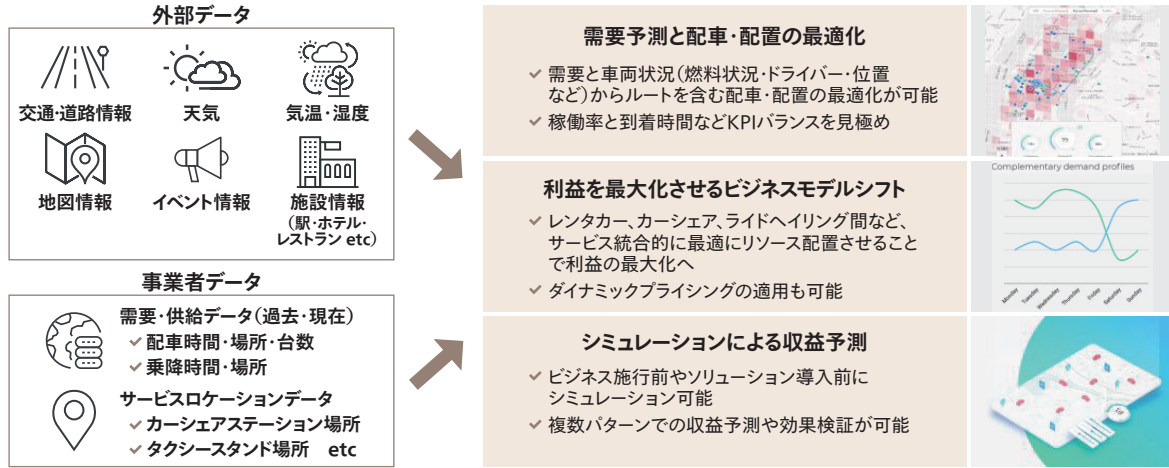 外部データ
交通・道路情報
天気
気温・湿度
地図情報
イベント情報
施設情報
(駅・ホテル・
レストラン etc)
事業者データ
需要・供給データ(過去・現在)
配車時間・場所・台数
乗降時間・場所
サービスロケーションデータ
カーシェアステーション場所
タクシースタンド場所 etc
需要予測と配車・配置の最適化
需要と車両状況(燃料状況・ドライバー・位置
など)からルートを含む配車・配置の最適化が可能
稼働率と到着時間などKPIバランスを見極め
利益を最大化させるビジネスモデルシフト
レンタカー、カーシェア、ライドヘイリング間など、
サービス統合的に最適にリソース配置させること
で利益の最大化へ
ダイナミックプライシングの適用も可能
Complementary demand profiles
Monday
Tuesday
Wednesday
Thursday
Friday
Saturday
Sunday
シミュレーションによる収益予測
ビジネス施行前やソリューション導入前に
シミュレーション可能
複数パターンでの収益予測や効果検証が可能